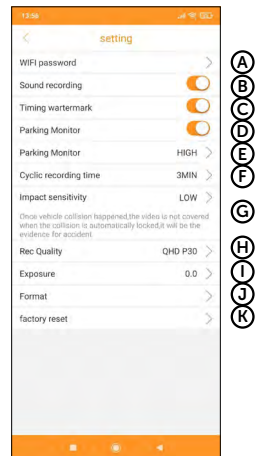 12:56
setting
WIFI password A
Sound recording B
Timing wartermark C
Parking Monitor D
Parking Monitor HIGH E
Cyclic recording time 3MIN F
Impact sensitivity LOW G
Once vehicle collision happened,the video is not covered
when the collision is automatically locked,it will be the
evidence for accident
Rec Quality QHD P30 H
Exposure 0.0 I
Format J
factory reset K